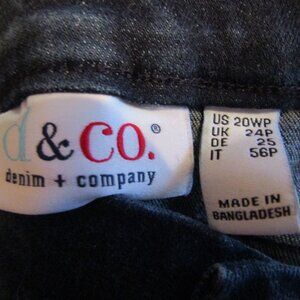 d & co.®
denim + company
US 20WP
UK 24P
DE 25
IT 56P
MADE IN
BANGLADESH